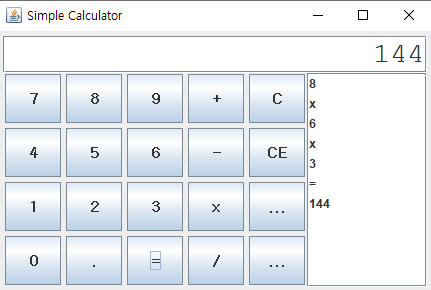 Simple Calculator
144
7 8 9 + C
4 5 6 - CE
1 2 3 x ...
0 . = / ...
8
x
6
x
3
=
144